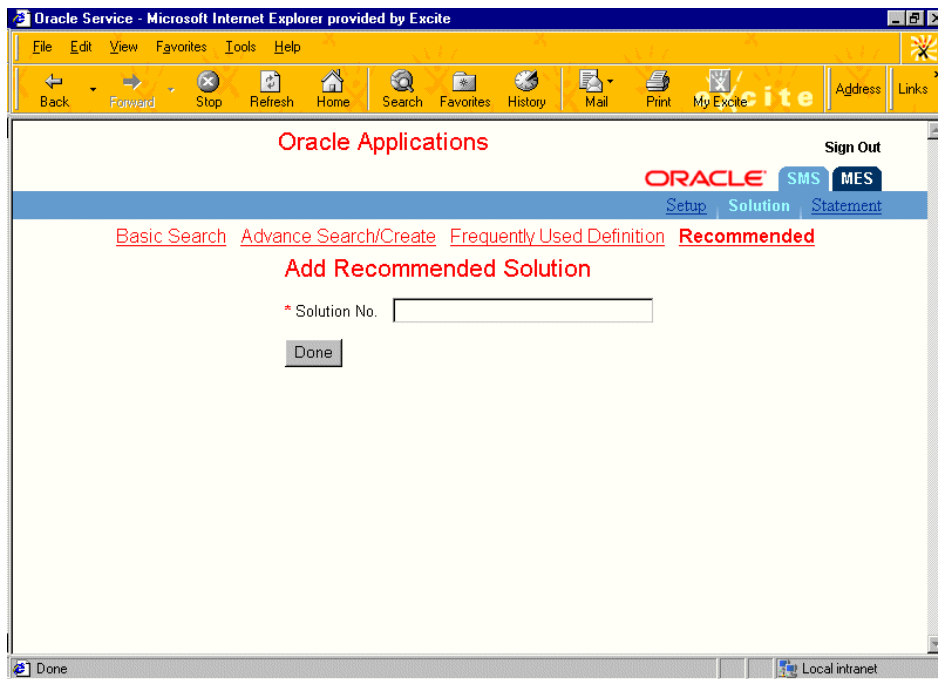 Oracle Service - Microsoft Internet Explorer provided by Excite
File Edit View Favorites Tools Help
Back Forward Stop Refresh Home Search Favorites History Mail Print My Excite excite Address Links
Oracle Applications
Sign Out
ORACLE SMS MES
Setup Solution Statement
Basic Search Advance Search/Create Frequently Used Definition Recommended
Add Recommended Solution
* Solution No.
Done
Done Local intranet